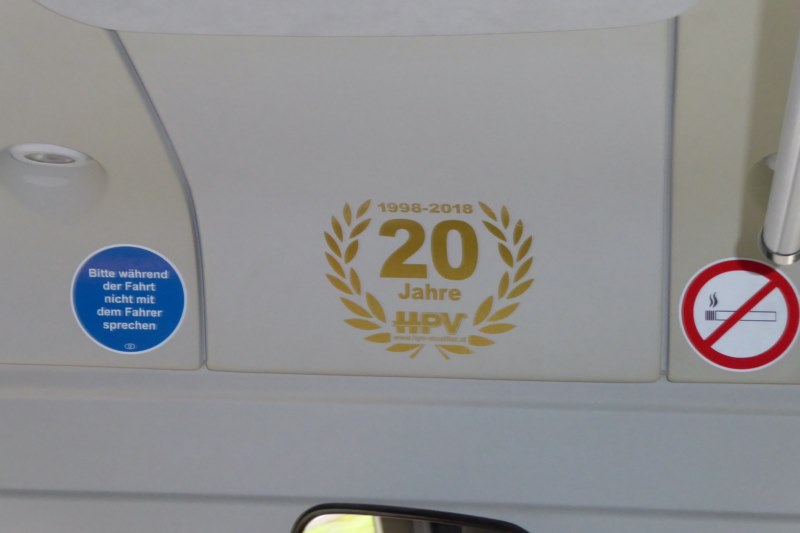 Bitte während
der Fahrt
nicht mit
dem Fahrer
sprechen
1998-2018
20
Jahre
HPV